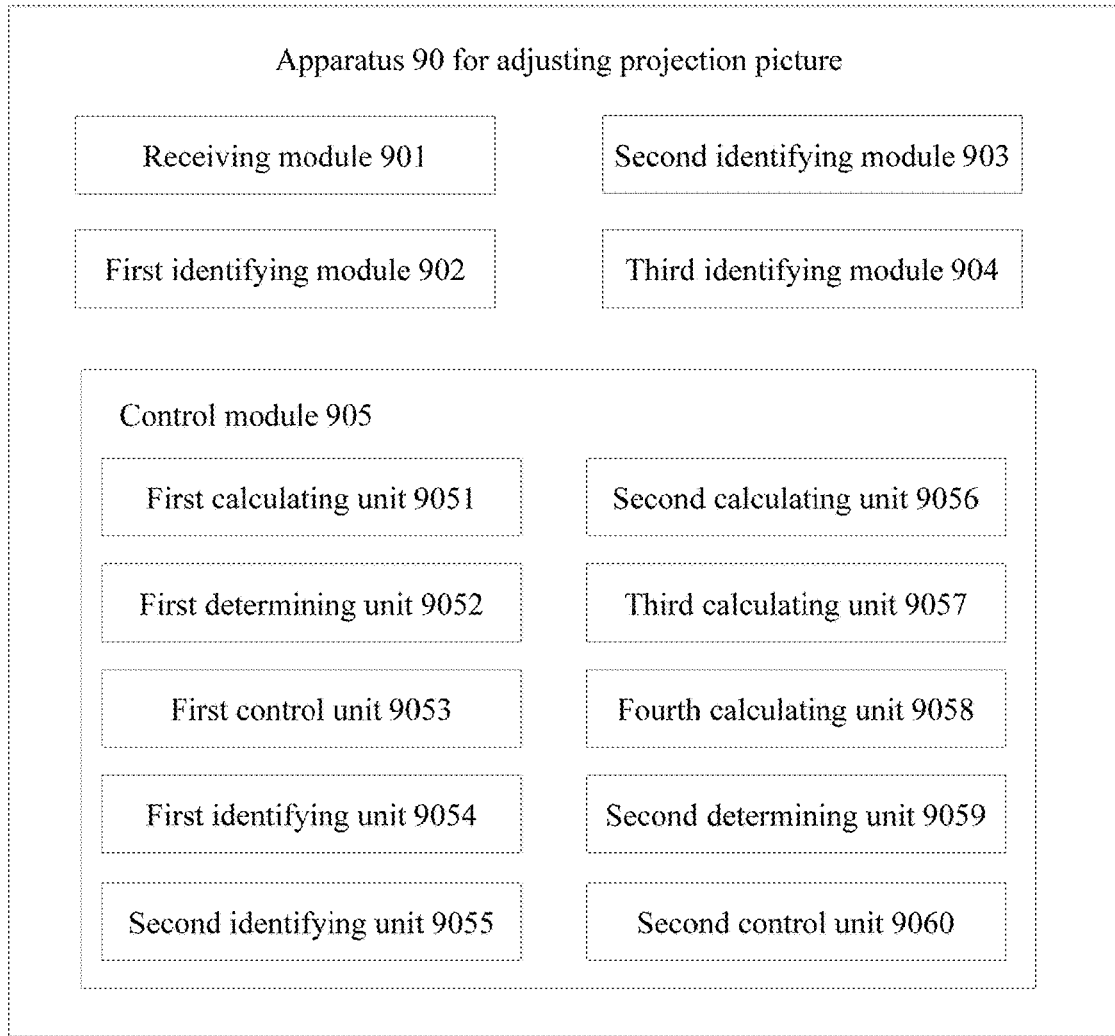 Apparatus 90 for adjusting projection picture
Receiving module 901
Second identifying module 903
First identifying module 902
Third identifying module 904
Control module 905
First calculating unit 9051
Second calculating unit 9056
First determining unit 9052
Third calculating unit 9057
First control unit 9053
Fourth calculating unit 9058
First identifying unit 9054
Second determining unit 9059
Second identifying unit 9055
Second control unit 9060